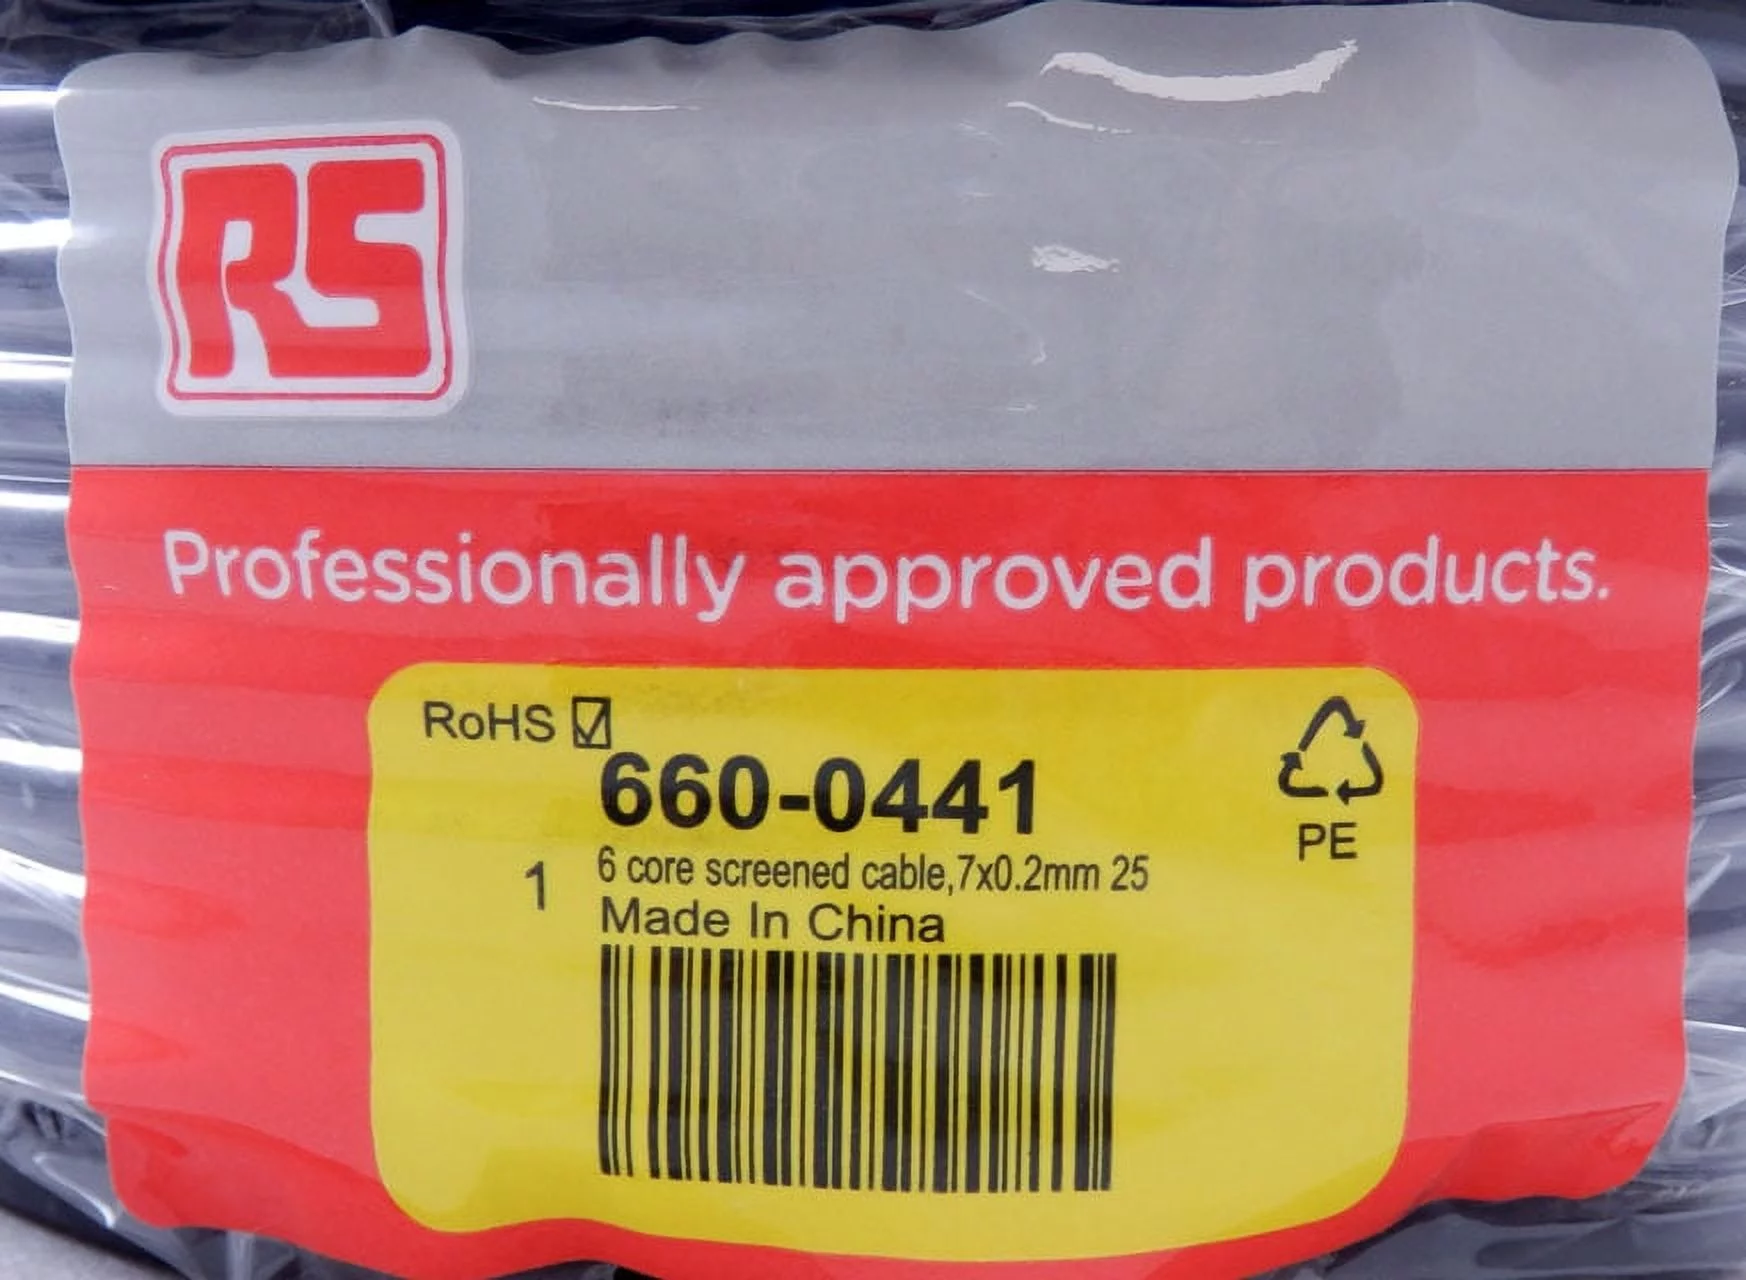 RS
Professionally approved products.
RoHS
660-0441
PE
1
6 core screened cable,7x0.2mm 25
Made In China